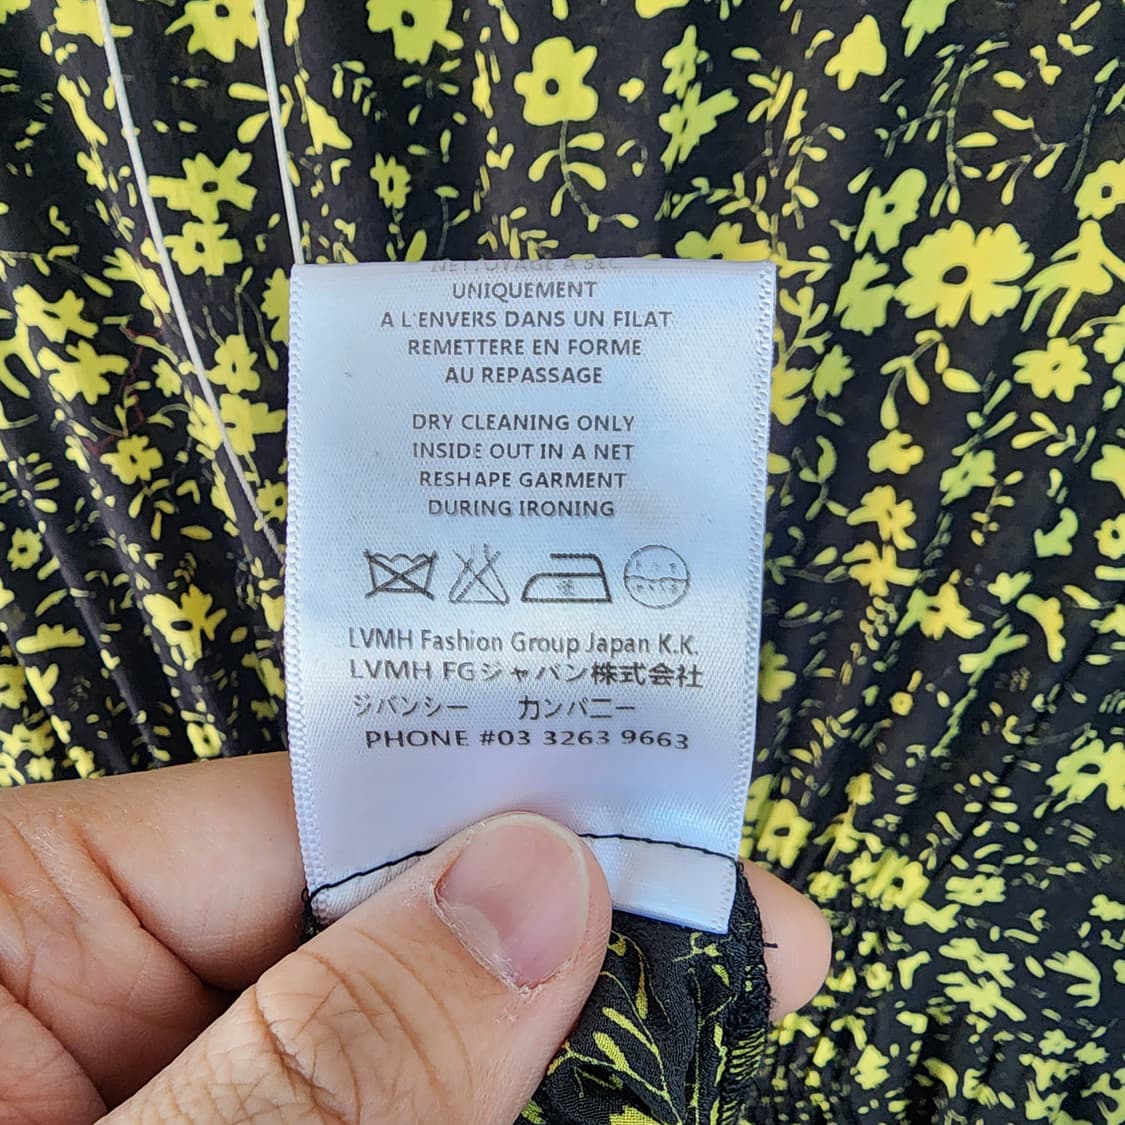 NETTOYAGE A SEC
UNIQUEMENT
A L'ENVERS DANS UN FILAT
REMETTERE EN FORME
AU REPASSAGE
DRY CLEANING ONLY
INSIDE OUT IN A NET
RESHAPE GARMENT
DURING IRONING
LVMH Fashion Group Japan K.K.
LVMH FGジャパン株式会社
ジバンシー カンパニー
PHONE #03 3263 9663